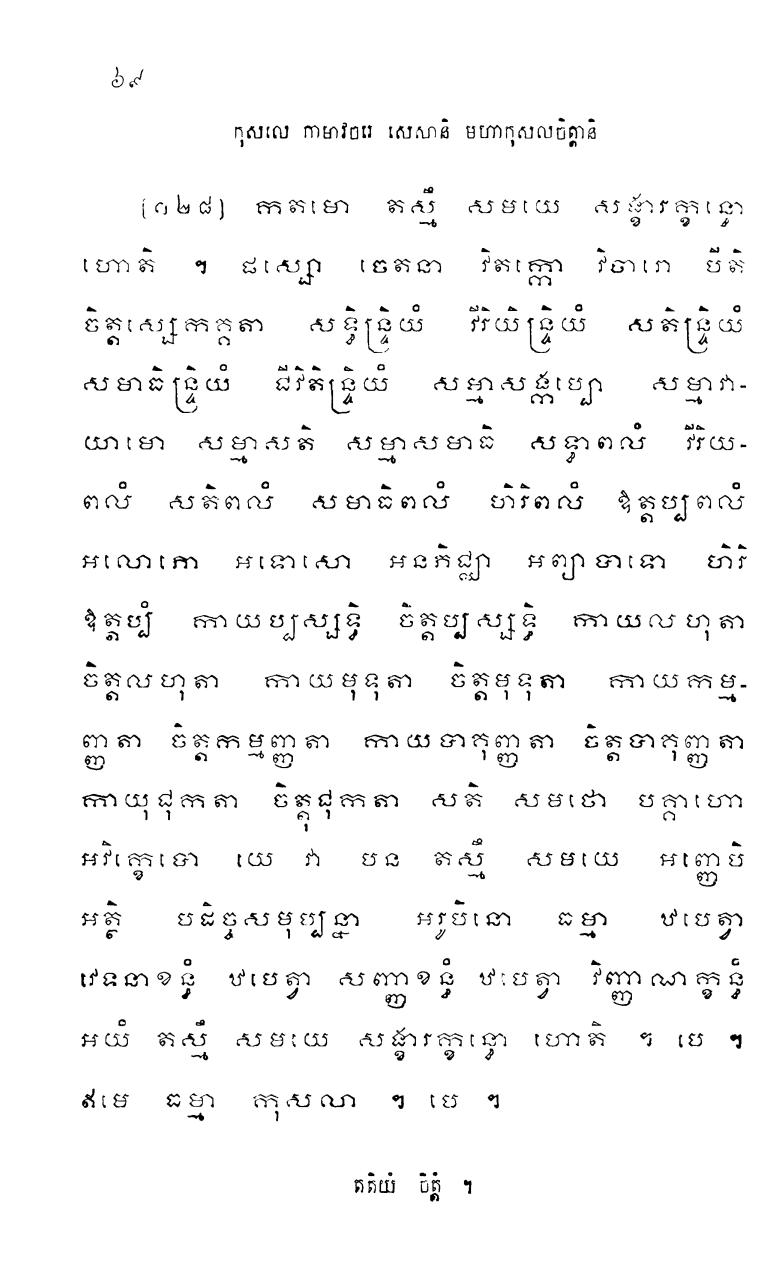 ៦៩
កុសលេ កាមាវចរេ សេសានិ មហាកុសលចិត្តានិ
[១២៨] កតមោ តស្មឹ សមយេ សង្ខារក្ខន្ធោ
ហោតិ ។ ផស្សោ ចេតនា វិតក្កោ វិចារោ បីតិ
ចិត្តស្សេកគ្គតា សទ្ធិន្ទ្រិយំ វីរិយិន្ទ្រិយំ សតិន្ទ្រិយំ
សមាធិន្ទ្រិយំ ជីវិតិន្ទ្រិយំ សម្មាសង្កប្បោ សម្មាវា-
យាមោ សម្មាសតិ សម្មាសមាធិ សទ្ធាពលំ វីរិយ-
ពលំ សតិពលំ សមាធិពលំ ហិរិពលំ ឱត្តប្បពលំ
អលោភោ អទោសោ អនភិជ្ឈា អព្យាបាទោ ហិរិ
ឱត្តប្បំ កាយប្បស្សទ្ធិ ចិត្តប្បស្សទ្ធិ កាយលហុតា
ចិត្តលហុតា កាយមុទុតា ចិត្តមុទុតា កាយកម្ម-
ញ្ញតា ចិត្តកម្មញ្ញតា កាយបាគុញ្ញតា ចិត្តបាគុញ្ញតា
កាយុជុកតា ចិត្តុជុកតា សតិ សមថោ បគ្គាហោ
អវិក្ខេបោ យេ វា បន តស្មឹ សមយេ អញ្ញេបិ
អត្ថិ បដិច្ចសមុប្បន្នា អរូបិនោ ធម្មា ឋបេត្វា
វេទនាខន្ធំ ឋបេត្វា សញ្ញាខន្ធំ ឋបេត្វា វិញ្ញាណក្ខន្ធំ
អយំ តស្មឹ សមយេ សង្ខារក្ខន្ធោ ហោតិ ។ បេ ។
ឥមេ ធម្មា កុសលា ។ បេ ។
តតិយំ ចិត្តំ ។